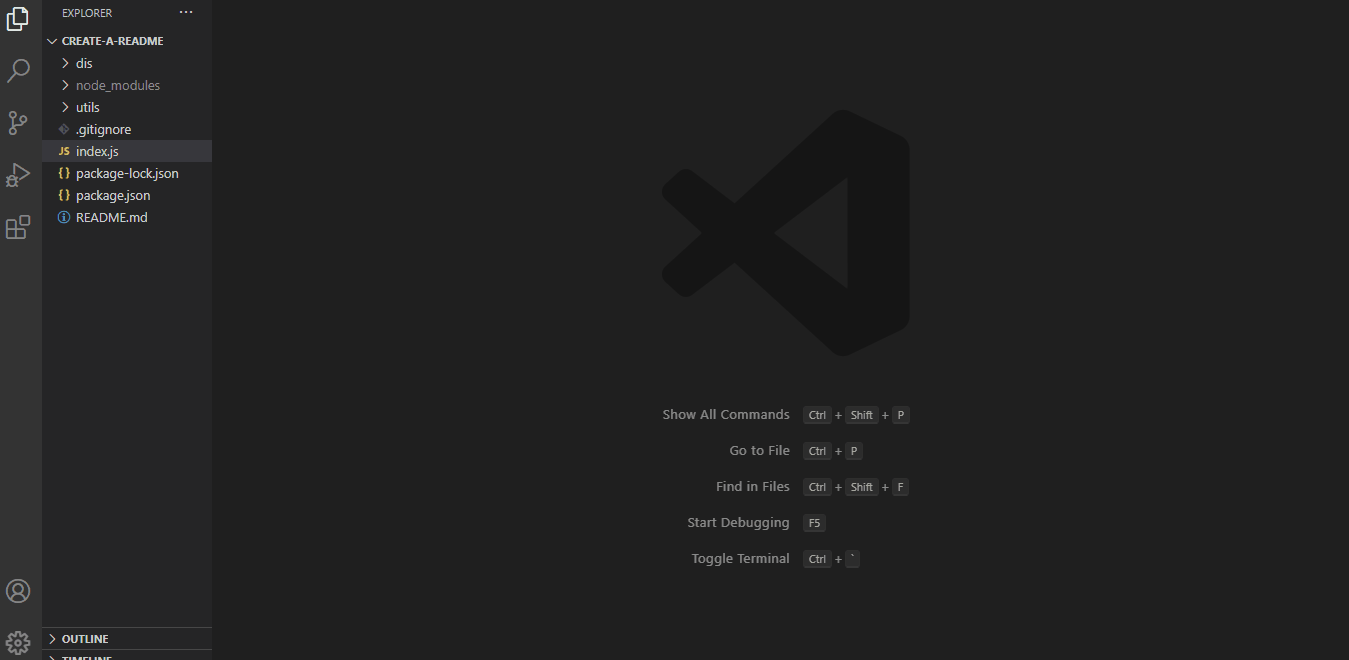 EXPLORER ···
CREATE-A-README
dis
node_modules
utils
.gitignore
JS index.js
{} package-lock.json
{} package.json
README.md
Show All Commands Ctrl + Shift + P
Go to File Ctrl + P
Find in Files Ctrl + Shift + F
Start Debugging F5
Toggle Terminal Ctrl + `
OUTLINE
TIMELINE